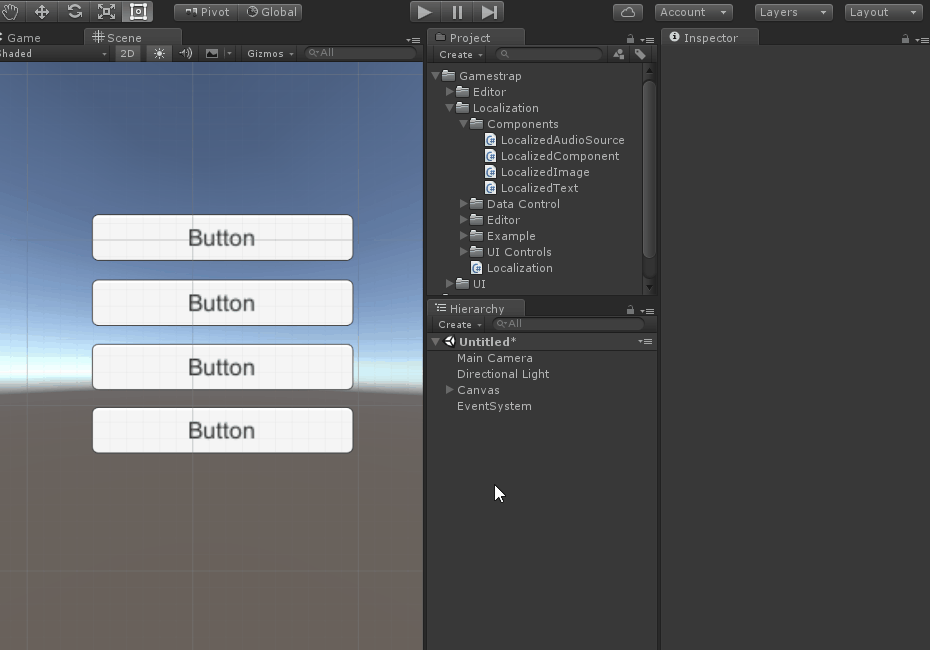 Pivot Global Account Layers Layout
Game Scene
haded 2D Gizmos All
Button
Button
Button
Button
Project
Create
Gamestrap
Editor
Localization
Components
LocalizedAudioSource
LocalizedComponent
LocalizedImage
LocalizedText
Data Control
Editor
Example
UI Controls
Localization
UI
Hierarchy
Create All
Untitled*
Main Camera
Directional Light
Canvas
EventSystem
Inspector